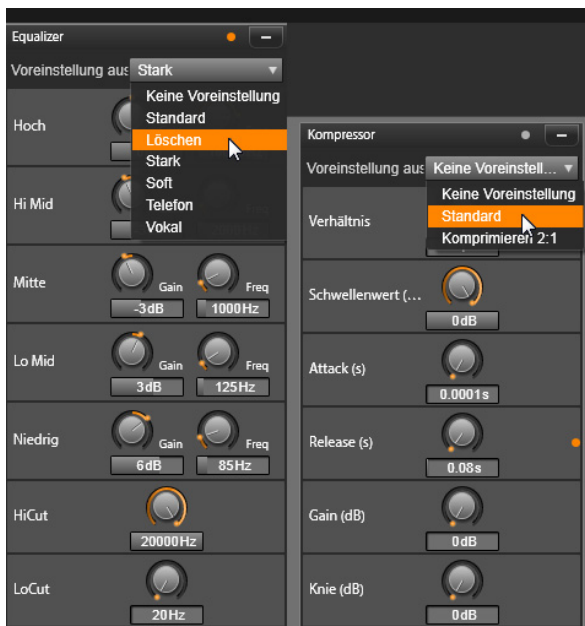 Equalizer
Voreinstellung aus
Stark
Keine Voreinstellung
Standard
Löschen
Stark
Soft
Telefon
Vokal
Hoch
Hi Mid
Mitte
Gain
Freq
-3dB
1000Hz
Lo Mid
Gain
Freq
3dB
125Hz
Niedrig
Gain
Freq
6dB
85Hz
HiCut
20000Hz
LoCut
20Hz
Kompressor
Voreinstellung aus
Keine Voreinstell...
Keine Voreinstellung
Standard
Komprimieren 2:1
Verhältnis
Schwellenwert (...
0dB
Attack (s)
0.0001s
Release (s)
0.08s
Gain (dB)
0dB
Knie (dB)
0dB